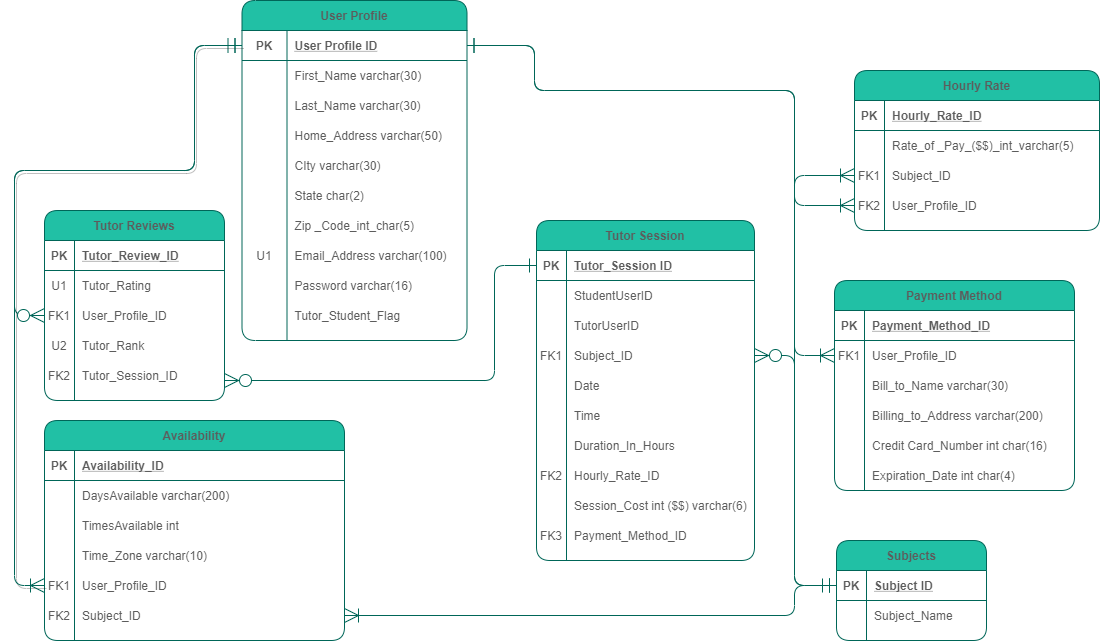 User Profile
PK User Profile ID
First_Name varchar(30)
Last_Name varchar(30)
Home_Address varchar(50)
CIty varchar(30)
State char(2)
Zip _Code_int_char(5)
U1 Email_Address varchar(100)
Password varchar(16)
Tutor_Student_Flag
Hourly Rate
PK Hourly_Rate_ID
Rate_of _Pay_($$)_int_varchar(5)
FK1 Subject_ID
FK2 User_Profile_ID
Tutor Reviews
PK Tutor_Review_ID
U1 Tutor_Rating
FK1 User_Profile_ID
U2 Tutor_Rank
FK2 Tutor_Session_ID
Tutor Session
PK Tutor_Session ID
StudentUserID
TutorUserID
FK1 Subject_ID
Date
Time
Duration_In_Hours
FK2 Hourly_Rate_ID
Session_Cost int ($$) varchar(6)
FK3 Payment_Method_ID
Payment Method
PK Payment_Method_ID
FK1 User_Profile_ID
Bill_to_Name varchar(30)
Billing_to_Address varchar(200)
Credit Card_Number int char(16)
Expiration_Date int char(4)
Availability
PK Availability_ID
DaysAvailable varchar(200)
TimesAvailable int
Time_Zone varchar(10)
FK1 User_Profile_ID
FK2 Subject_ID
Subjects
PK Subject ID
Subject_Name